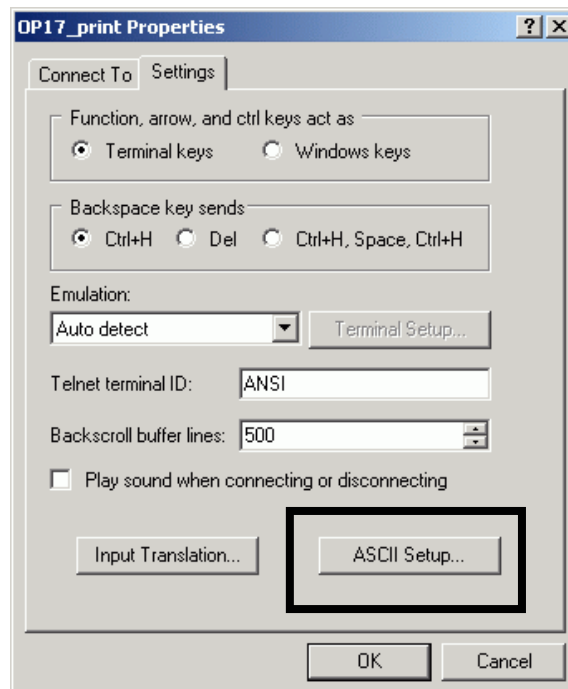 OP17_print Properties
Connect To Settings
Function, arrow, and ctrl keys act as
Terminal keys Windows keys
Backspace key sends
Ctrl+H Del Ctrl+H, Space, Ctrl+H
Emulation:
Auto detect Terminal Setup...
Telnet terminal ID: ANSI
Backscroll buffer lines: 500
Play sound when connecting or disconnecting
Input Translation... ASCII Setup...
OK Cancel